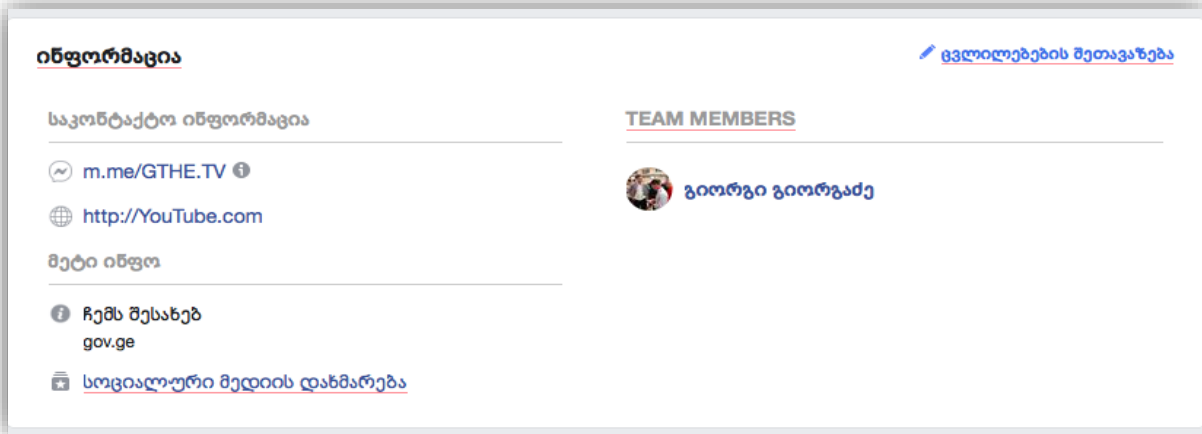 ინფორმაცია
ცვლილებების შეთავაზება
საკონტაქტო ინფორმაცია
m.me/GTHE.TV
http://YouTube.com
მეტი ინფო
ჩემს შესახებ
gov.ge
სოციალური მედიის დახმარება
TEAM MEMBERS
გიორგი გიორგაძე